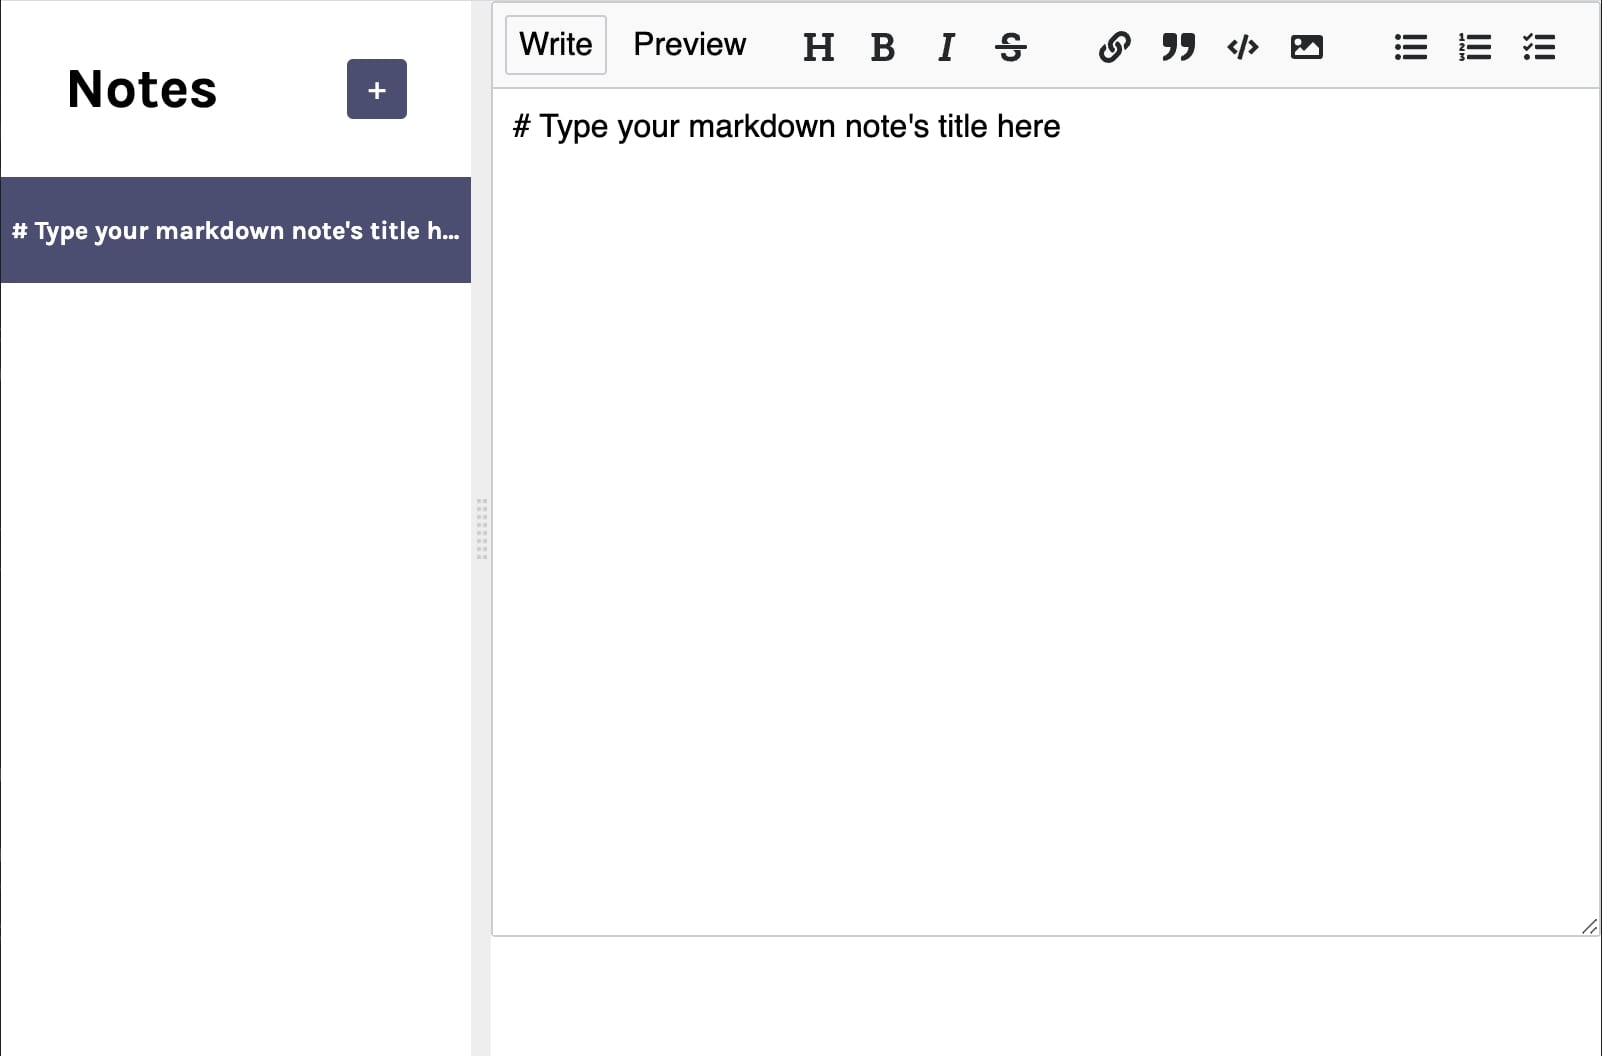 Notes
+
# Type your markdown note's title h...
Write Preview H B I S
# Type your markdown note's title here